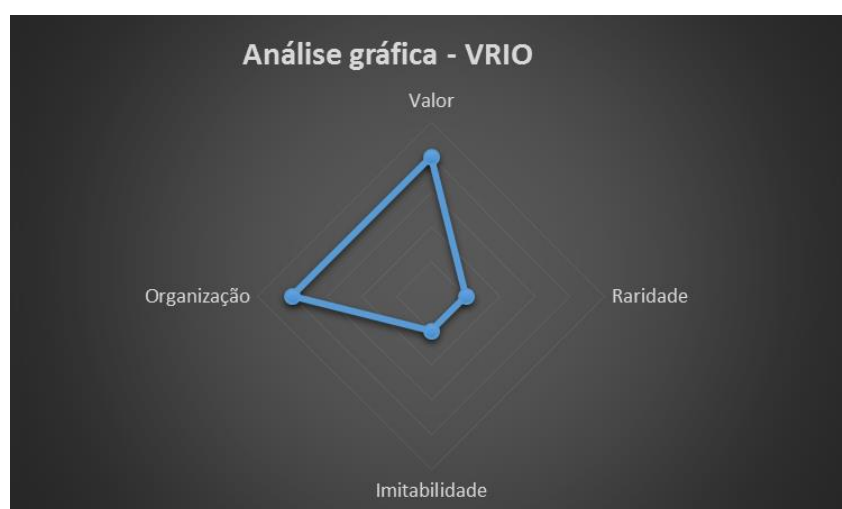 Análise gráfica - VRIO
Valor
Organização
Raridade
Imitabilidade